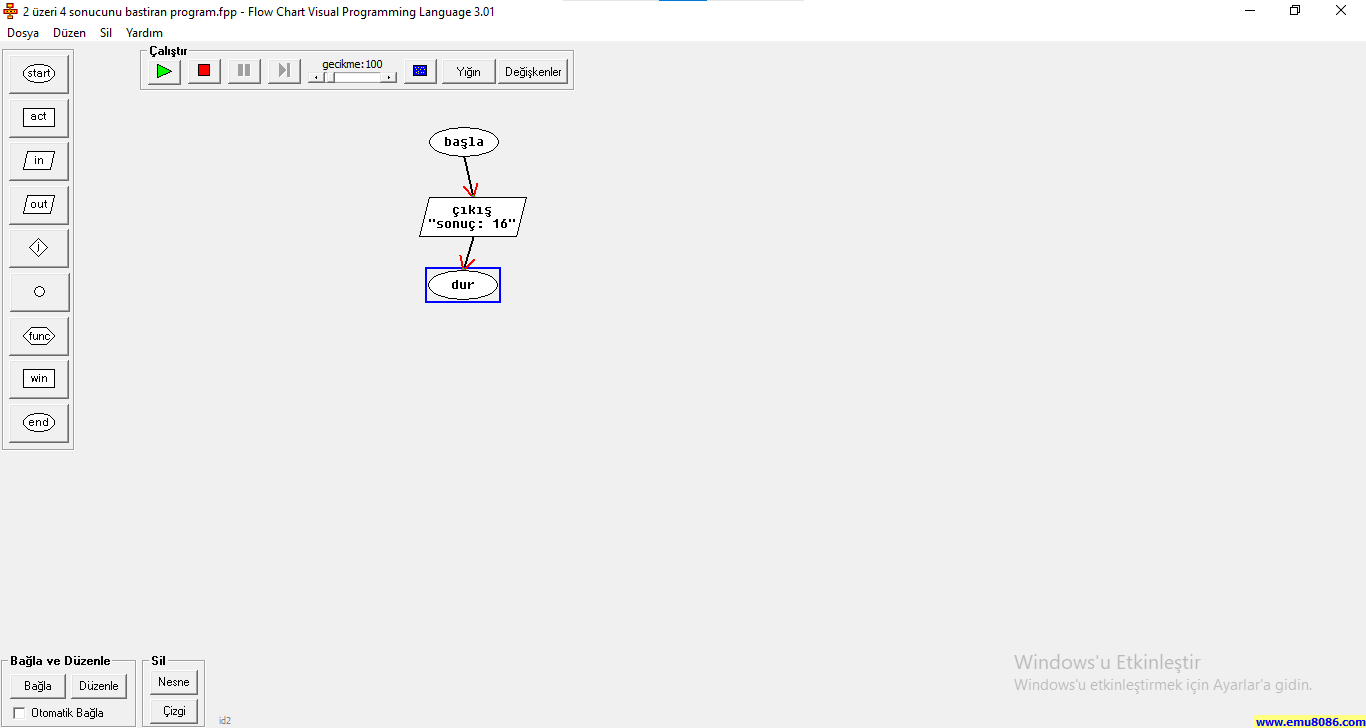 2 üzeri 4 sonucunu bastiran program.fpp - Flow Chart Visual Programming Language 3.01
Dosya Düzen Sil Yardım
Çalıştır
gecikme:100
Yığın
Değişkenler
start
act
in
out
j
func
win
end
başla
çıkış
"sonuç: 16"
dur
Bağla ve Düzenle
Bağla Düzenle
Otomatik Bağla
Sil
Nesne
Çizgi
id2
Windows'u Etkinleştir
Windows'u etkinleştirmek için Ayarlar'a gidin.
www.emu8086.com